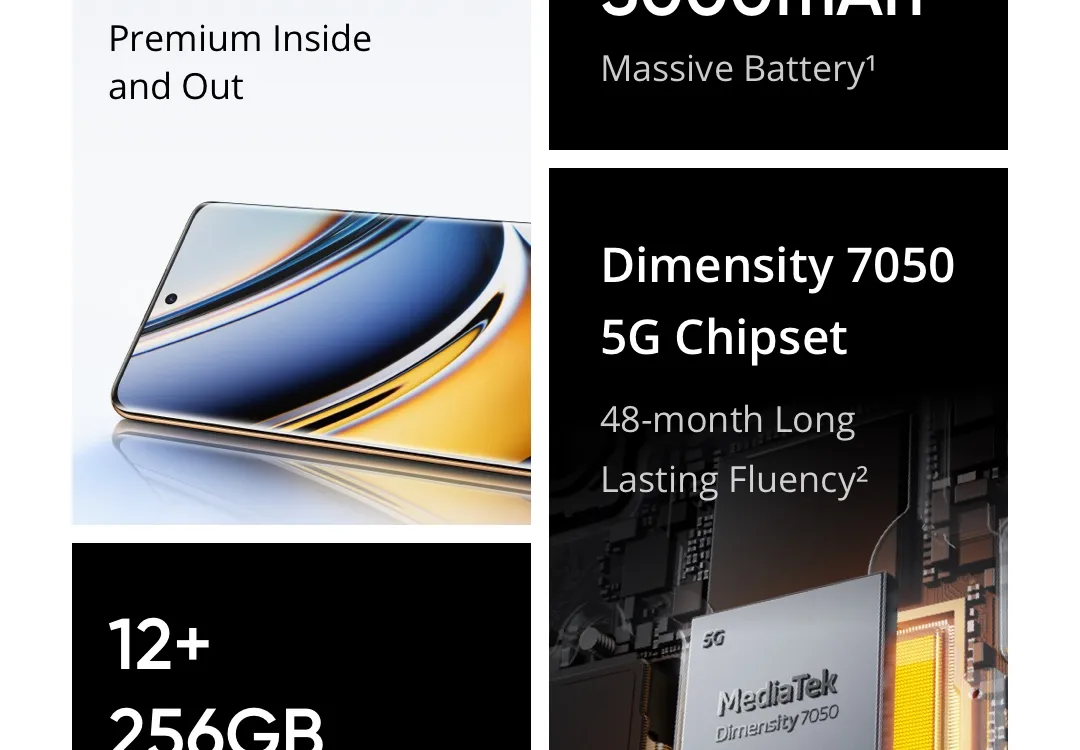 Premium Inside
and Out
5000mAh
Massive Battery¹
Dimensity 7050
5G Chipset
48-month Long
Lasting Fluency²
5G
MediaTek
Dimensity 7050
12+
256GB